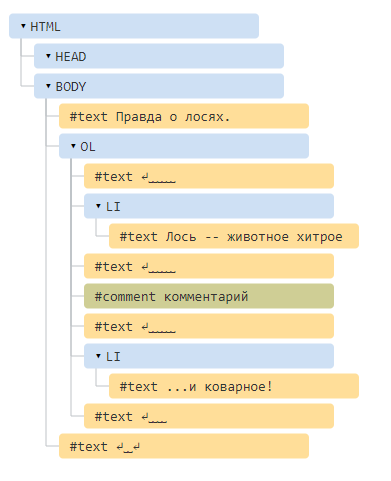 ▾ HTML
▾ HEAD
▾ BODY
#text Правда о лосях.
▾ OL
#text ↵␣␣␣␣␣␣
▾ LI
#text Лось -- животное хитрое
#text ↵␣␣␣␣␣␣
#comment комментарий
#text ↵␣␣␣␣␣␣
▾ LI
#text ...и коварное!
#text ↵␣␣␣␣
#text ↵␣␣↵